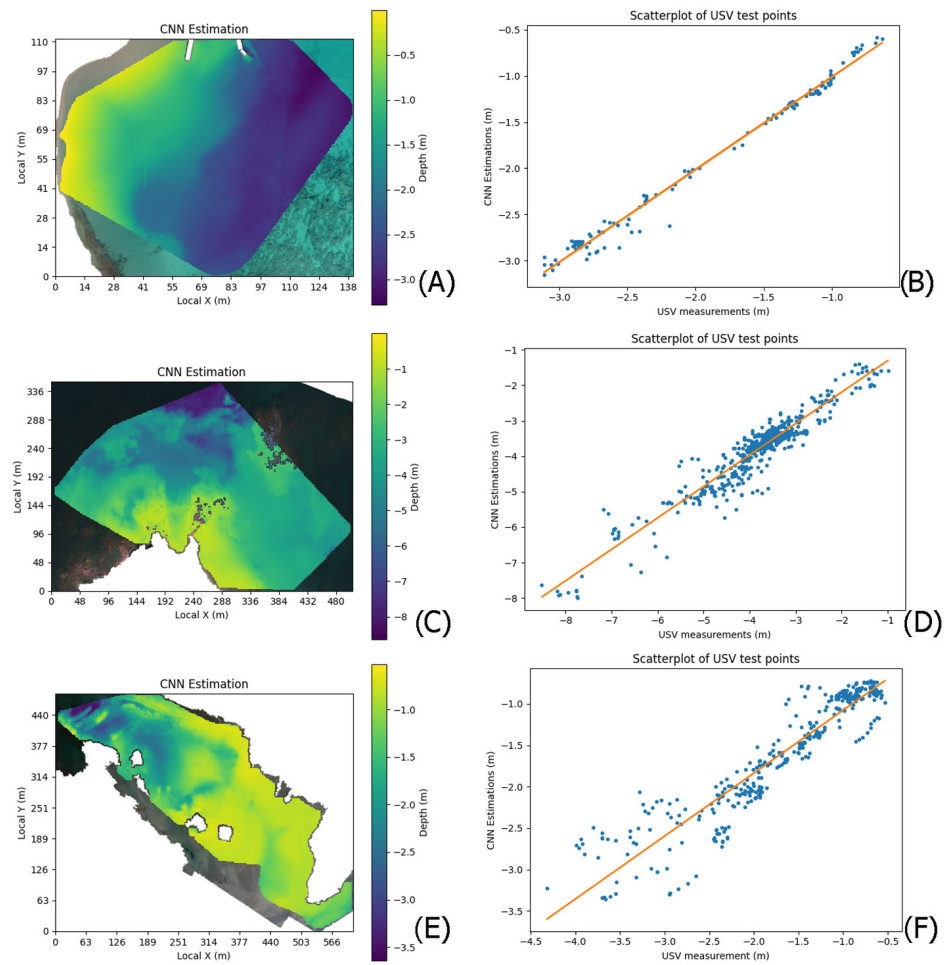 CNN Estimation
111
97
83
69
55
41
28
14
0
0 14 28 41 55 69 83 97 111 124 138
Local X (m)
Local Y (m)
−0.5
−1.0
−1.5
−2.0
−2.5
−3.0
Depth (m)
(A)
Scatterplot of USV test points
−0.5
−1.0
−1.5
−2.0
−2.5
−3.0
−3.0 −2.5 −2.0 −1.5 −1.0
USV measurements (m)
CNN Estimations (m)
(B)
CNN Estimation
336
288
240
192
144
96
48
0
0 48 96 144 192 240 288 336 384 432 480
Local X (m)
Local Y (m)
−1
−2
−3
−4
−5
−6
−7
−8
Depth (m)
(C)
Scatterplot of USV test points
−1
−2
−3
−4
−5
−6
−7
−8
−8 −7 −6 −5 −4 −3 −2 −1
USV measurements (m)
CNN Estimations (m)
(D)
CNN Estimation
440
377
314
251
189
126
63
0
0 63 126 189 251 314 377 440 503 566
Local X (m)
Local Y (m)
−1.0
−1.5
−2.0
−2.5
−3.0
−3.5
Depth (m)
(E)
Scatterplot of USV test points
−1.0
−1.5
−2.0
−2.5
−3.0
−3.5
−4.5 −4.0 −3.5 −3.0 −2.5 −2.0 −1.5 −1.0 −0.5
USV measurement (m)
CNN Estimations (m)
(F)